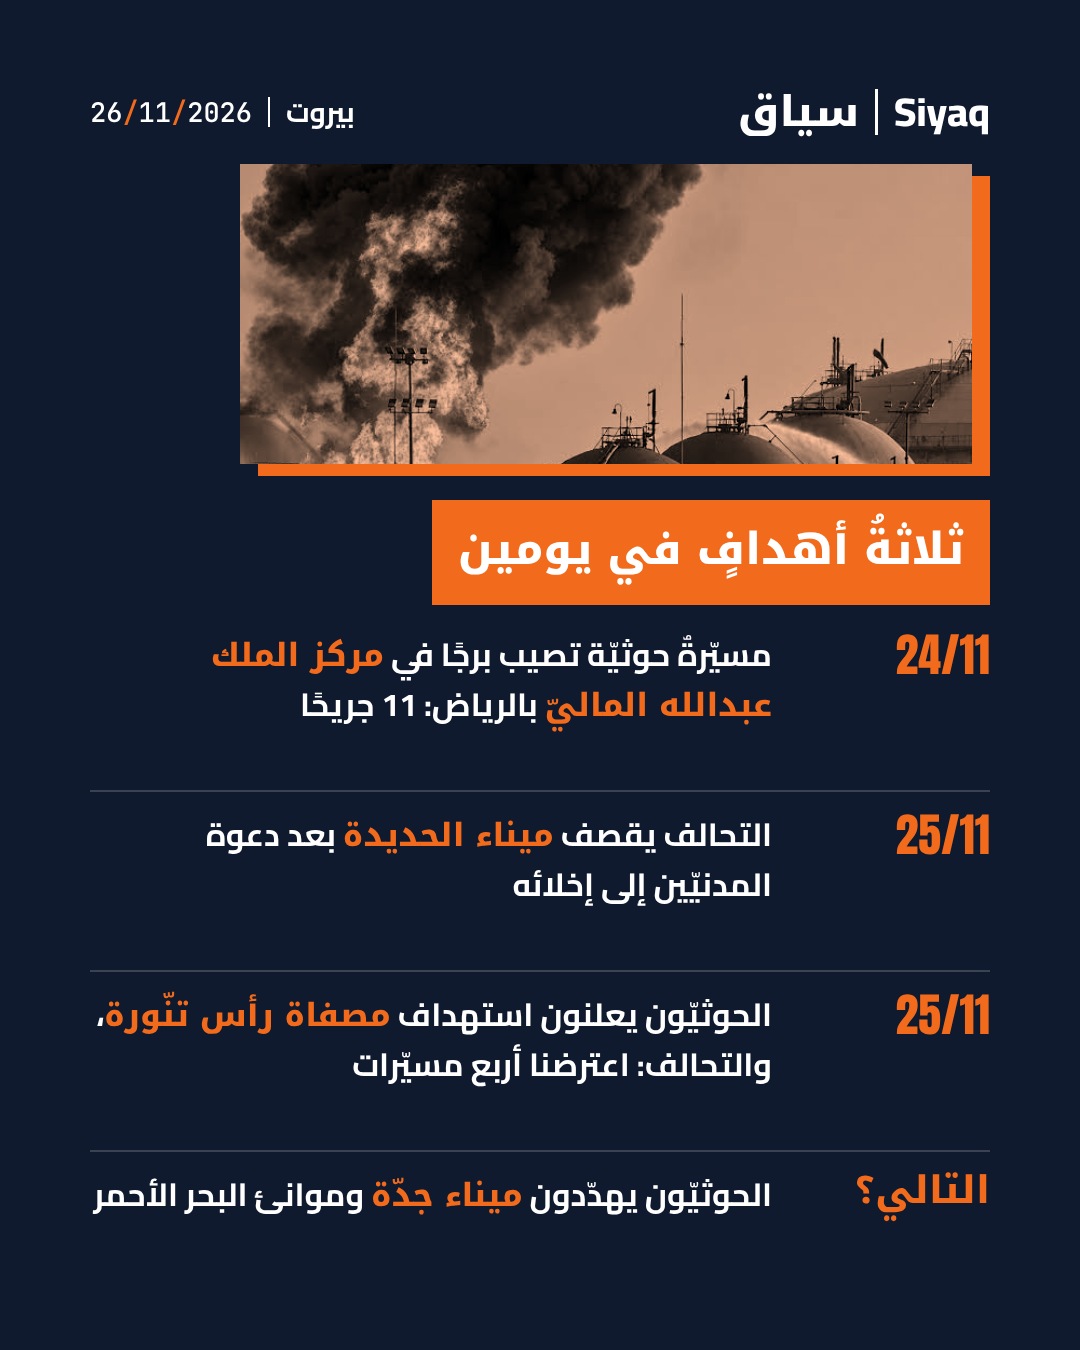 Siyaq | سياق
بيروت | 26/11/2026
ثلاثةُ أهدافٍ في يومين
24/11
مسيّرةٌ حوثيّة تصيب برجًا في مركز الملك
عبدالله الماليّ بالرياض: 11 جريحًا
25/11
التحالف يقصف ميناء الحديدة بعد دعوة
المدنيّين إلى إخلائه
25/11
الحوثيّون يعلنون استهداف مصفاة رأس تنّورة،
والتحالف: اعترضنا أربع مسيّرات
التالي؟
الحوثيّون يهدّدون ميناء جدّة وموانئ البحر الأحمر